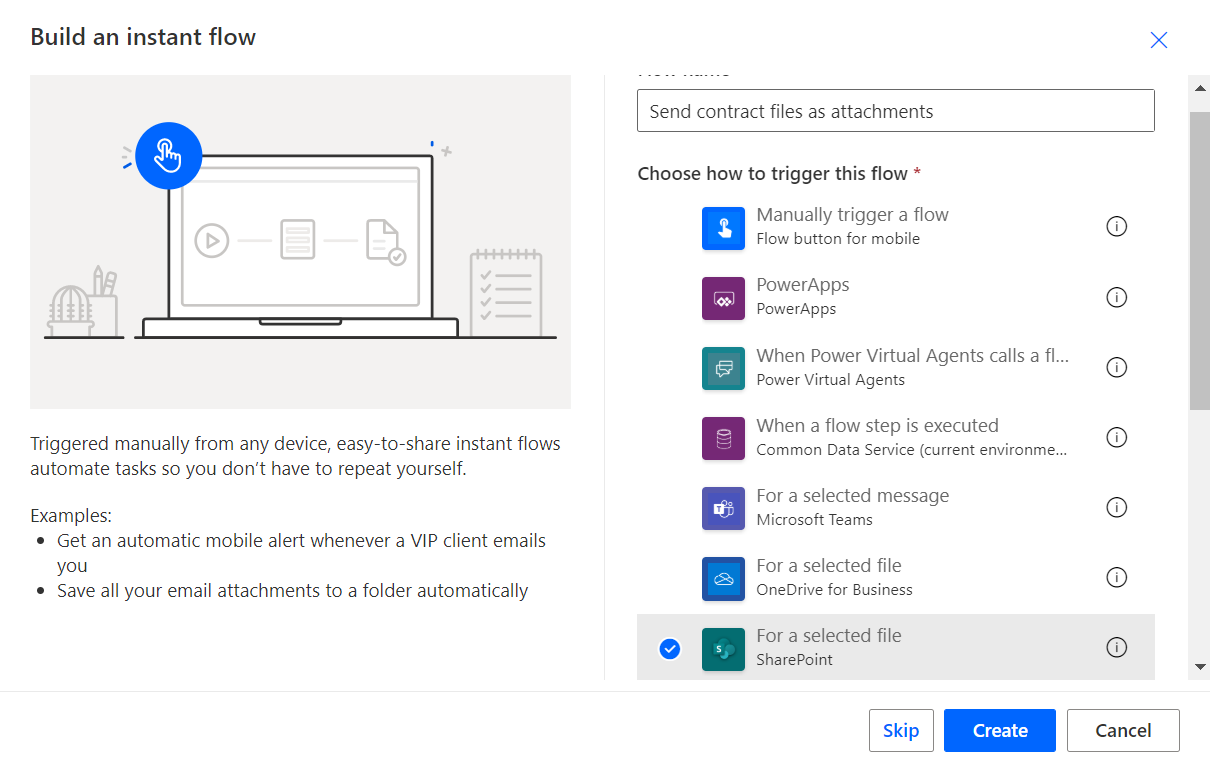 Build an instant flow
Flow name
Send contract files as attachments
Choose how to trigger this flow *
Manually trigger a flow
Flow button for mobile
PowerApps
PowerApps
When Power Virtual Agents calls a fl...
Power Virtual Agents
When a flow step is executed
Common Data Service (current environme...
For a selected message
Microsoft Teams
For a selected file
OneDrive for Business
For a selected file
SharePoint
Triggered manually from any device, easy-to-share instant flows
automate tasks so you don’t have to repeat yourself.
Examples:
• Get an automatic mobile alert whenever a VIP client emails
you
• Save all your email attachments to a folder automatically
Skip
Create
Cancel